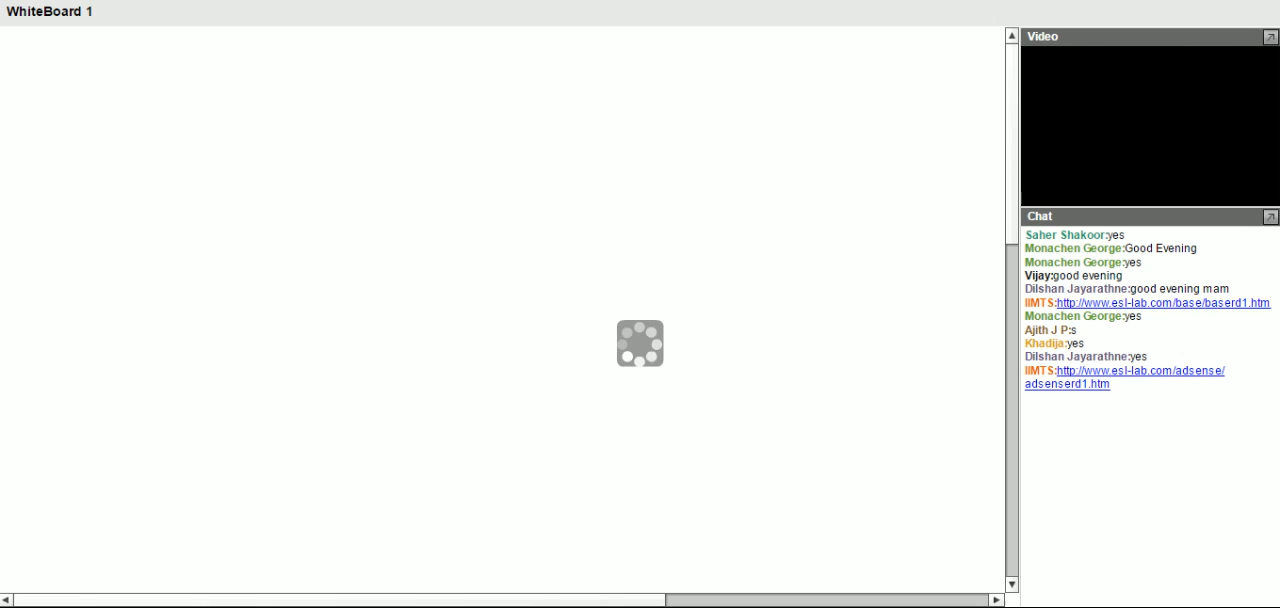 WhiteBoard 1
Video
Chat
Saher Shakoor:yes
Monachen George:Good Evening
Monachen George:yes
Vijay:good evening
Dilshan Jayarathne:good evening mam
IIMTS:http://www.esl-lab.com/base/baserd1.htm
Monachen George:yes
Ajith J P:s
Khadija:yes
Dilshan Jayarathne:yes
IIMTS:http://www.esl-lab.com/adsense/
adsenserd1.htm